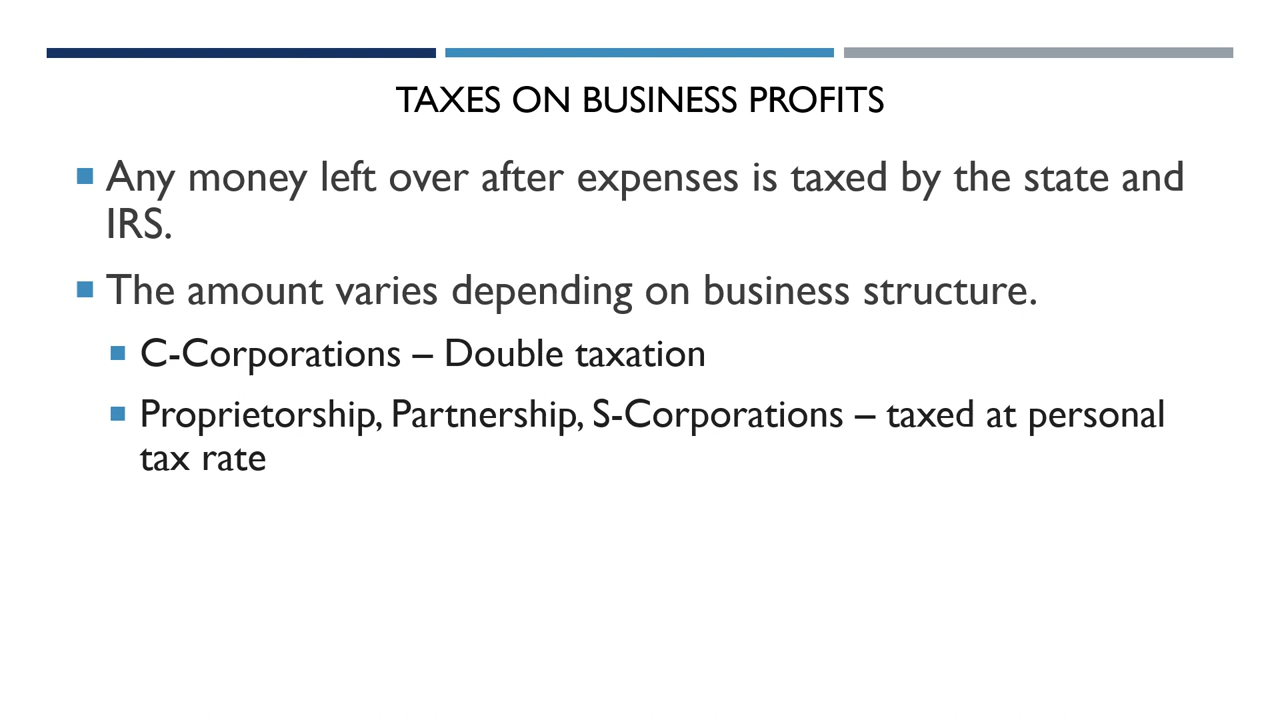 TAXES ON BUSINESS PROFITS
Any money left over after expenses is taxed by the state and
IRS.
The amount varies depending on business structure.
C-Corporations – Double taxation
Proprietorship, Partnership, S-Corporations – taxed at personal
tax rate